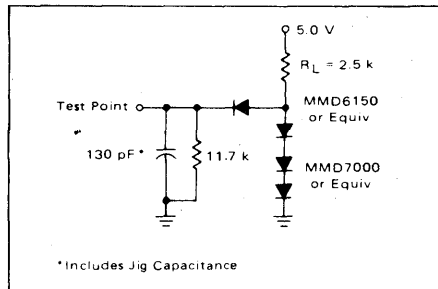 5.0 V
R_L = 2.5 k
Test Point
MMD6150
or Equiv
130 pF*
11.7 k
MMD7000
or Equiv
*Includes Jig Capacitance